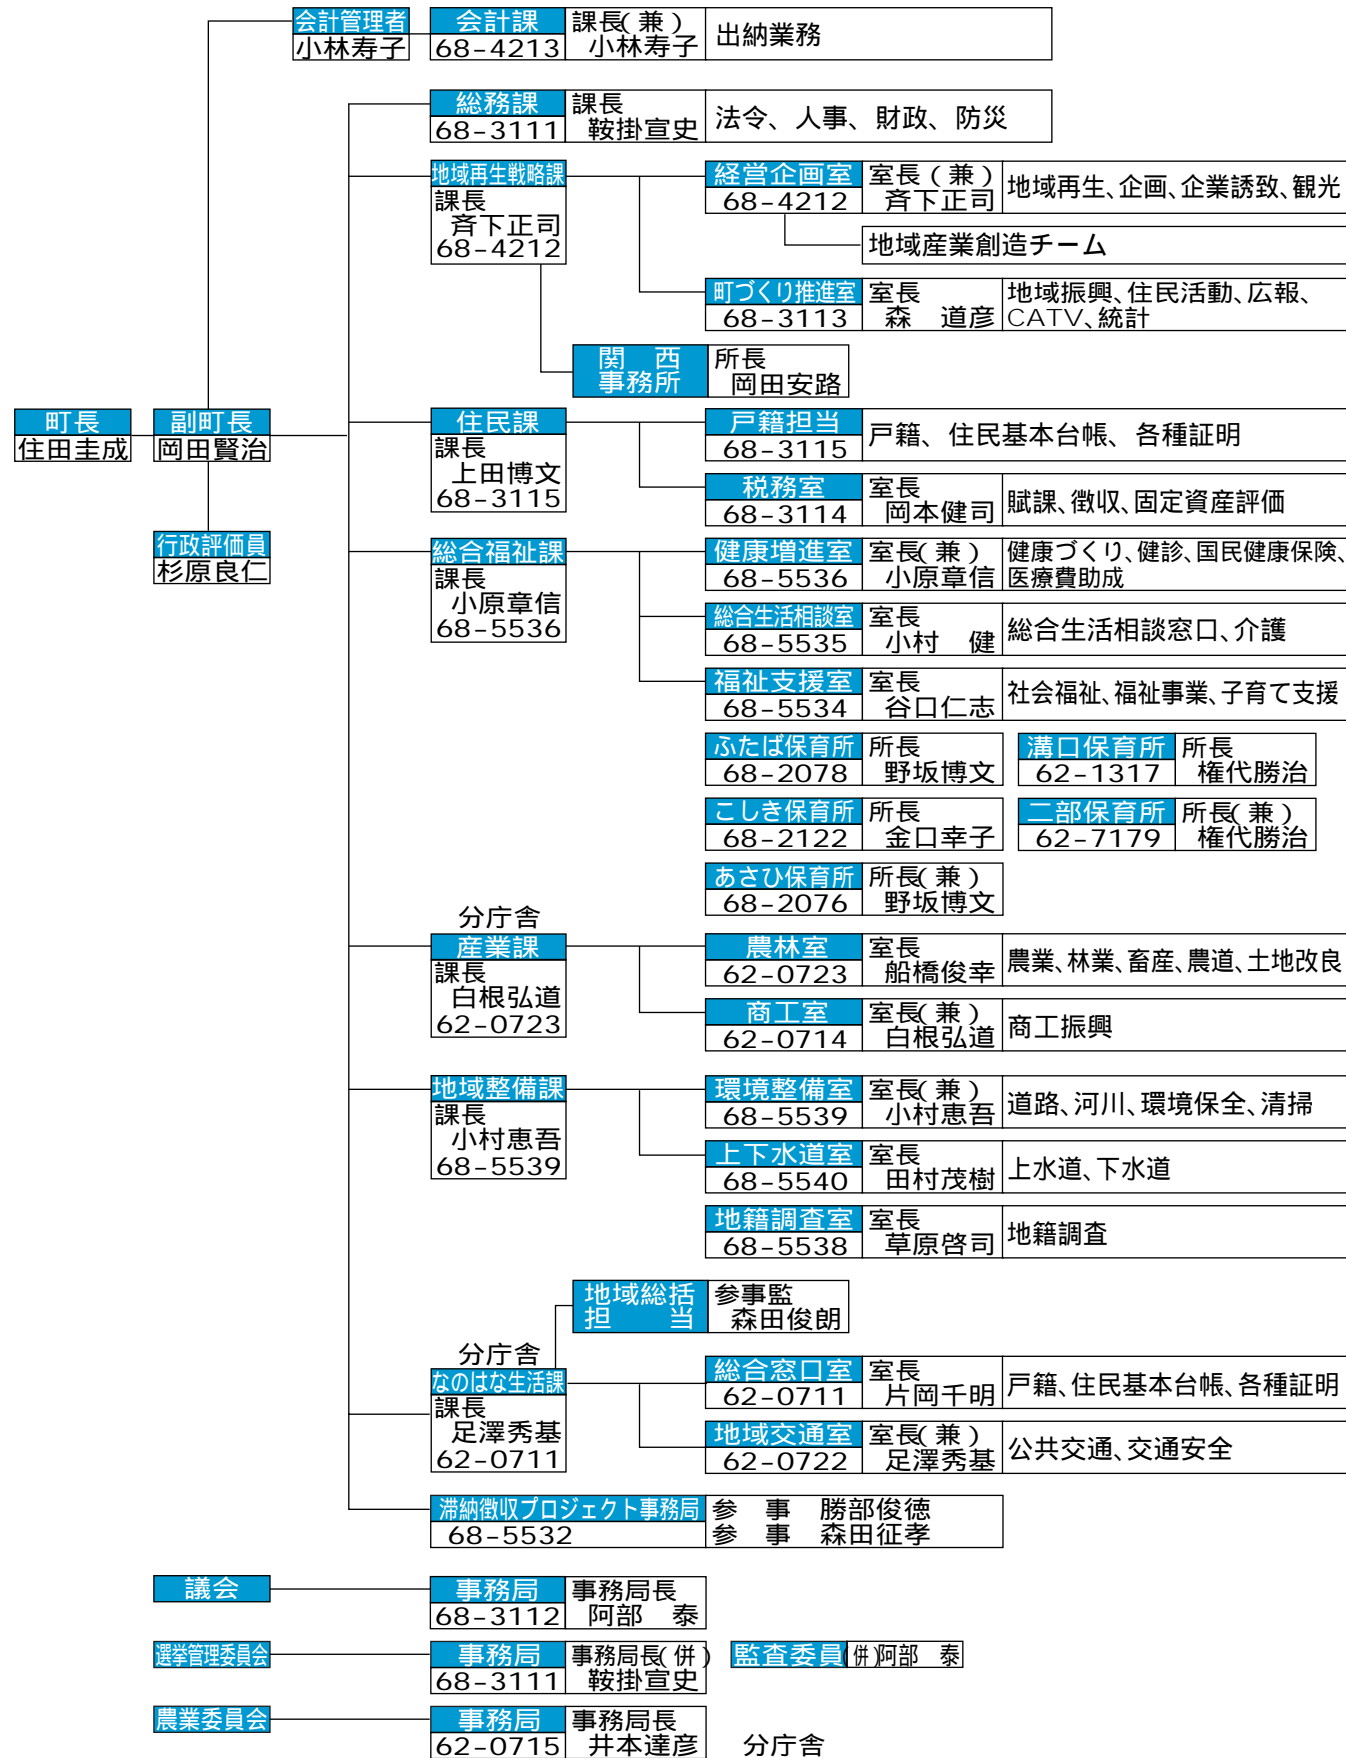 会計管理者
小林寿子
会計課
68-4213
課長(兼)
小林寿子
出納業務
総務課
68-3111
課長
鞍掛宣史
法令、人事、財政、防災
地域再生戦略課
課長
斉下正司
68-4212
経営企画室
68-4212
室長(兼)
斉下正司
地域再生、企画、企業誘致、観光
地域産業創造チーム
町づくり推進室
68-3113
室長
森　道彦
地域振興、住民活動、広報、
CATV、統計
関　西
事務所
所長
岡田安路
町長
住田圭成
副町長
岡田賢治
行政評価員
杉原良仁
住民課
課長
上田博文
68-3115
戸籍担当
68-3115
戸籍、住民基本台帳、各種証明
税務室
68-3114
室長
岡本健司
賦課、徴収、固定資産評価
総合福祉課
課長
小原章信
68-5536
健康増進室
68-5536
室長(兼)
小原章信
健康づくり、健診、国民健康保険、
医療費助成
総合生活相談室
68-5535
室長
小村　健
総合生活相談窓口、介護
福祉支援室
68-5534
室長
谷口仁志
社会福祉、福祉事業、子育て支援
ふたば保育所
68-2078
所長
野坂博文
溝口保育所
62-1317
所長
権代勝治
こしき保育所
68-2122
所長
金口幸子
二部保育所
62-7179
所長(兼)
権代勝治
あさひ保育所
68-2076
所長(兼)
野坂博文
分庁舎
産業課
課長
白根弘道
62-0723
農林室
62-0723
室長
船橋俊幸
農業、林業、畜産、農道、土地改良
商工室
62-0714
室長(兼)
白根弘道
商工振興
地域整備課
課長
小村恵吾
68-5539
環境整備室
68-5539
室長(兼)
小村恵吾
道路、河川、環境保全、清掃
上下水道室
68-5540
室長
田村茂樹
上水道、下水道
地籍調査室
68-5538
室長
草原啓司
地籍調査
地域総括
担　当
参事監
森田俊朗
分庁舎
なのはな生活課
課長
足澤秀基
62-0711
総合窓口室
62-0711
室長
片岡千明
戸籍、住民基本台帳、各種証明
地域交通室
62-0722
室長(兼)
足澤秀基
公共交通、交通安全
滞納徴収プロジェクト事務局
68-5532
参　事　勝部俊徳
参　事　森田征孝
議会
事務局
68-3112
事務局長
阿部　泰
選挙管理委員会
事務局
68-3111
事務局長(併)
鞍掛宣史
監査委員
(併)阿部　泰
農業委員会
事務局
62-0715
事務局長
井本達彦
分庁舎